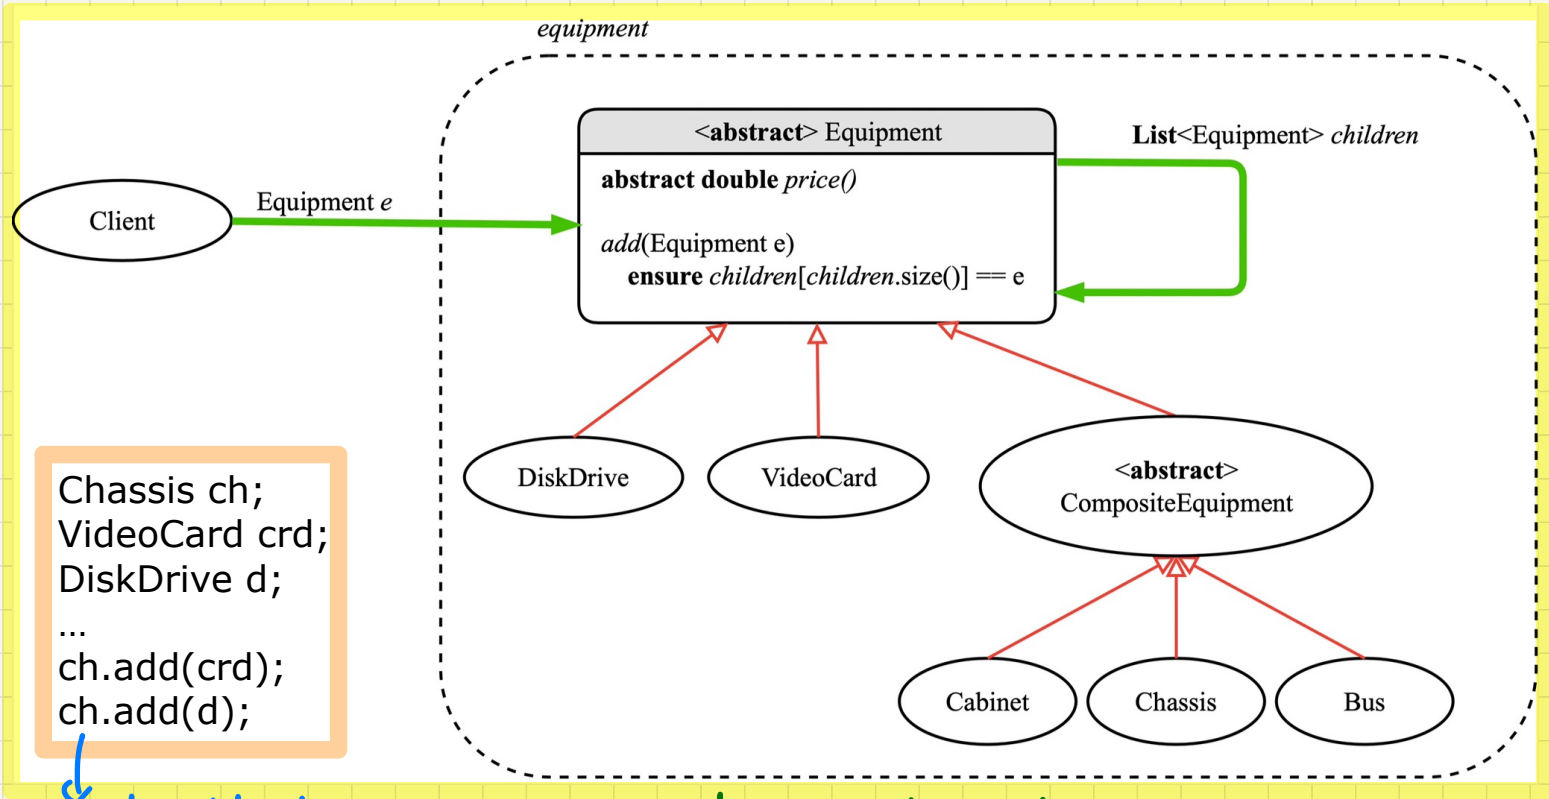 equipment
<abstract> Equipment
List<Equipment> children
abstract double price()
Equipment e
Client
add(Equipment e)
ensure children[children.size()] == e
DiskDrive
VideoCard
<abstract>
CompositeEquipment
Chassis ch;
VideoCard crd;
DiskDrive d;
…
ch.add(crd);
ch.add(d);
Cabinet
Chassis
Bus